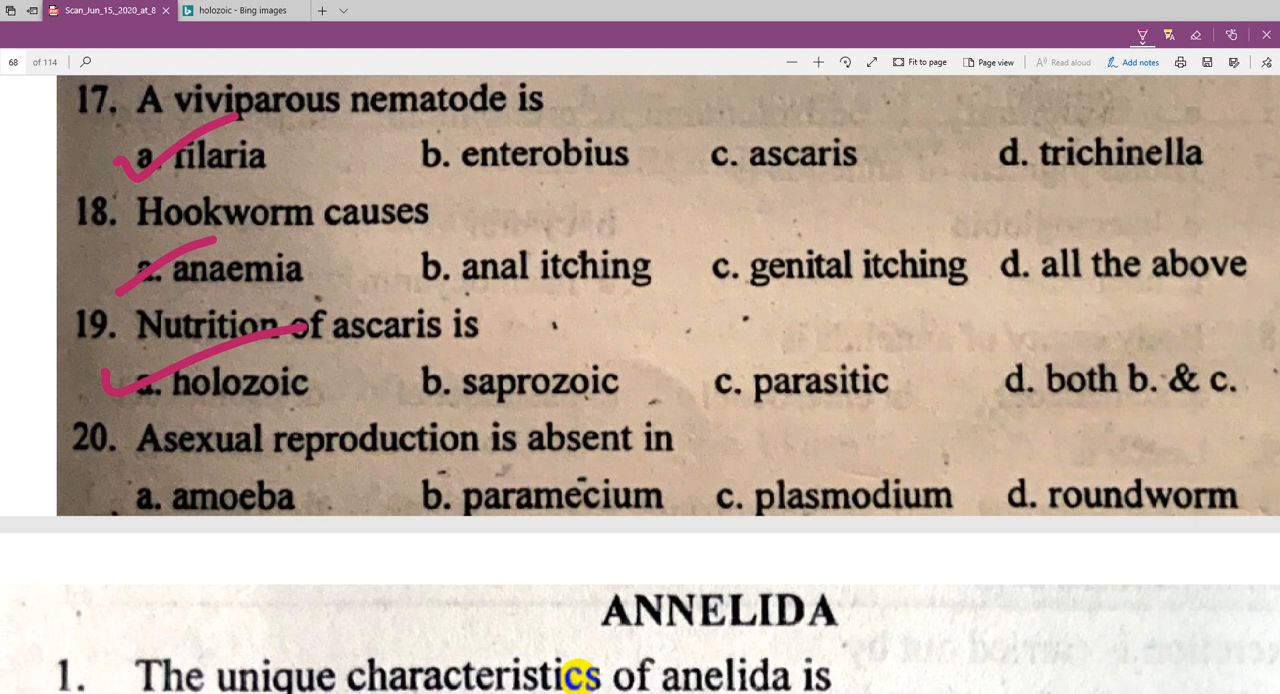 Scan_Jun_15,_2020_at_8
holozoic - Bing images
68 of 114
Fit to page
Page view
Read aloud
Add notes
17. A viviparous nematode is
a. filaria b. enterobius c. ascaris d. trichinella
18. Hookworm causes
a. anaemia b. anal itching c. genital itching d. all the above
19. Nutrition of ascaris is
a. holozoic b. saprozoic c. parasitic d. both b. & c.
20. Asexual reproduction is absent in
a. amoeba b. paramecium c. plasmodium d. roundworm
ANNELIDA
1. The unique characteristics of anelida is